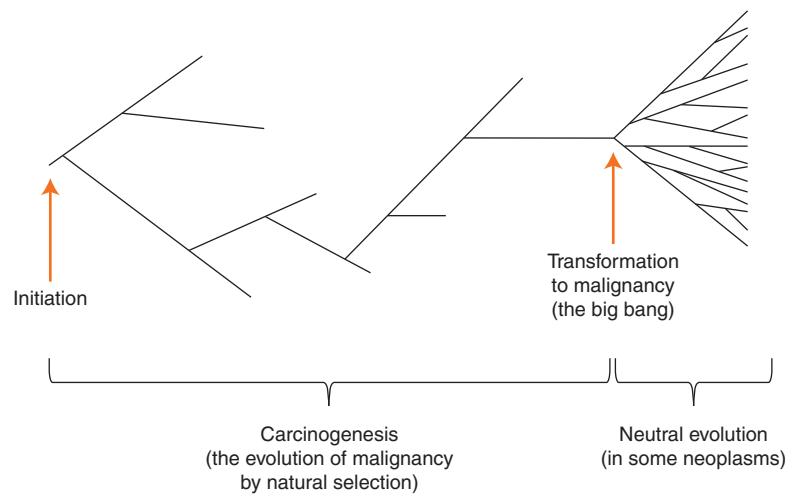 Initiation
Transformation
to malignancy
(the big bang)
Carcinogenesis
(the evolution of malignancy
by natural selection)
Neutral evolution
(in some neoplasms)